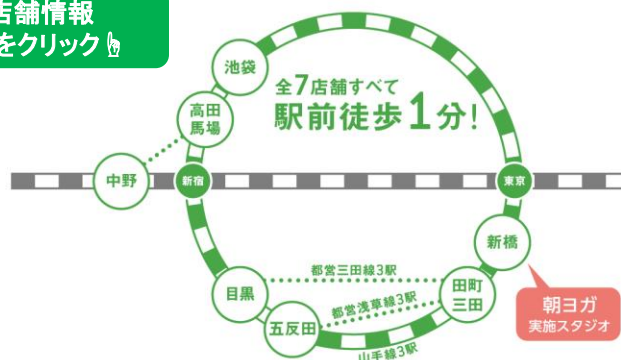 店舗情報
をクリック
池袋
全7店舗すべて
駅前徒歩1分!
高田
馬場
中野
新宿
東京
新橋
都営三田線3駅
目黒
田町
三田
都営浅草線3駅
五反田
山手線3駅
朝ヨガ
実施スタジオ